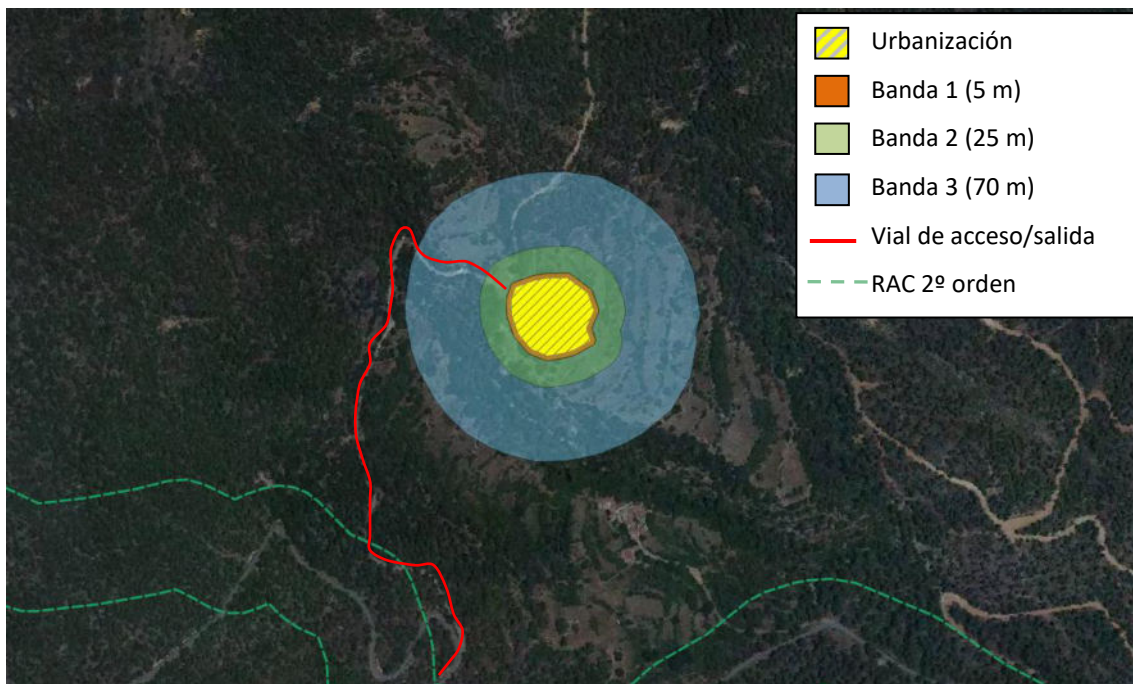 Urbanización
Banda 1 (5 m)
Banda 2 (25 m)
Banda 3 (70 m)
Vial de acceso/salida
RAC 2º orden